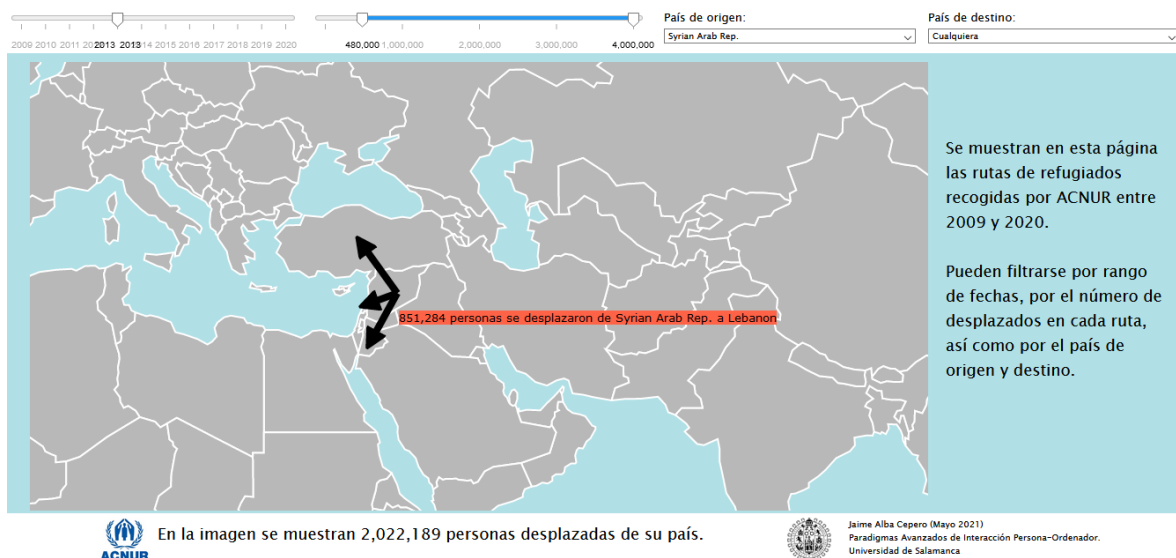 País de origen:
País de destino:
Syrian Arab Rep.
Cualquiera
2009 2010 2011 2012 2013 2013 2014 2015 2016 2017 2018 2019 2020
480,000 1,000,000 2,000,000 3,000,000 4,000,000
851,284 personas se desplazaron de Syrian Arab Rep. a Lebanon
Se muestran en esta página
las rutas de refugiados
recogidas por ACNUR entre
2009 y 2020.
Pueden filtrarse por rango
de fechas, por el número de
desplazados en cada ruta,
así como por el país de
origen y destino.
ACNUR
En la imagen se muestran 2,022,189 personas desplazadas de su país.
Jaime Alba Cepero (Mayo 2021)
Paradigmas Avanzados de Interacción Persona-Ordenador.
Universidad de Salamanca